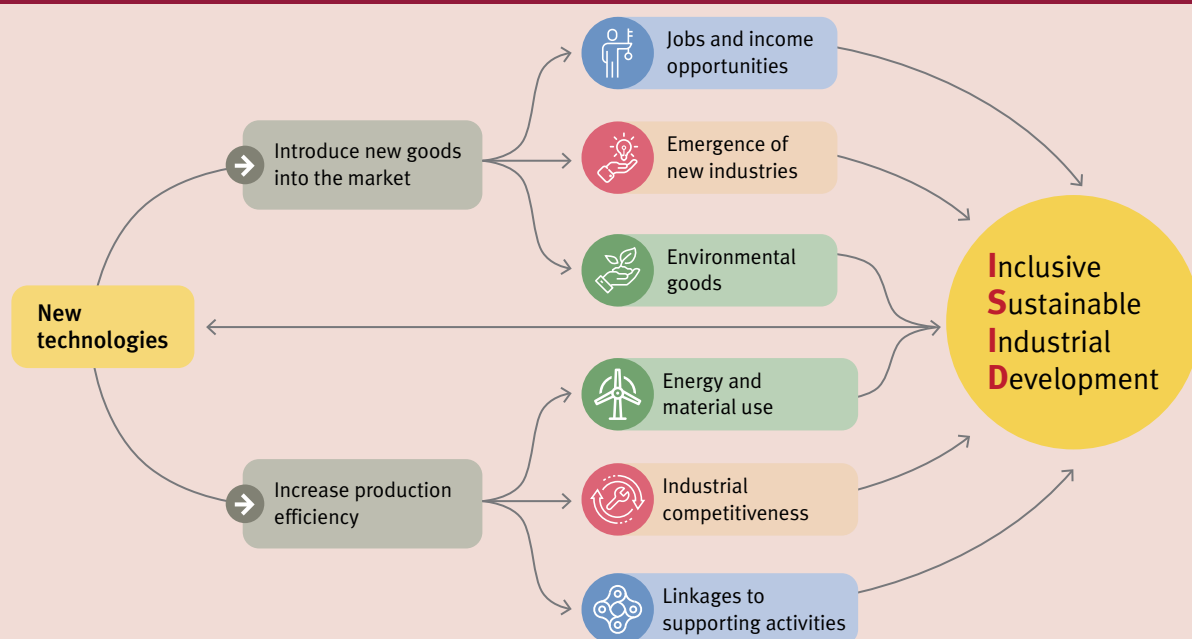 Jobs and income
opportunities
Introduce new goods
into the market
Emergence of
new industries
Environmental
goods
New
technologies
Inclusive
Sustainable
Industrial
Development
Energy and
material use
Increase production
efficiency
Industrial
competitiveness
Linkages to
supporting activities